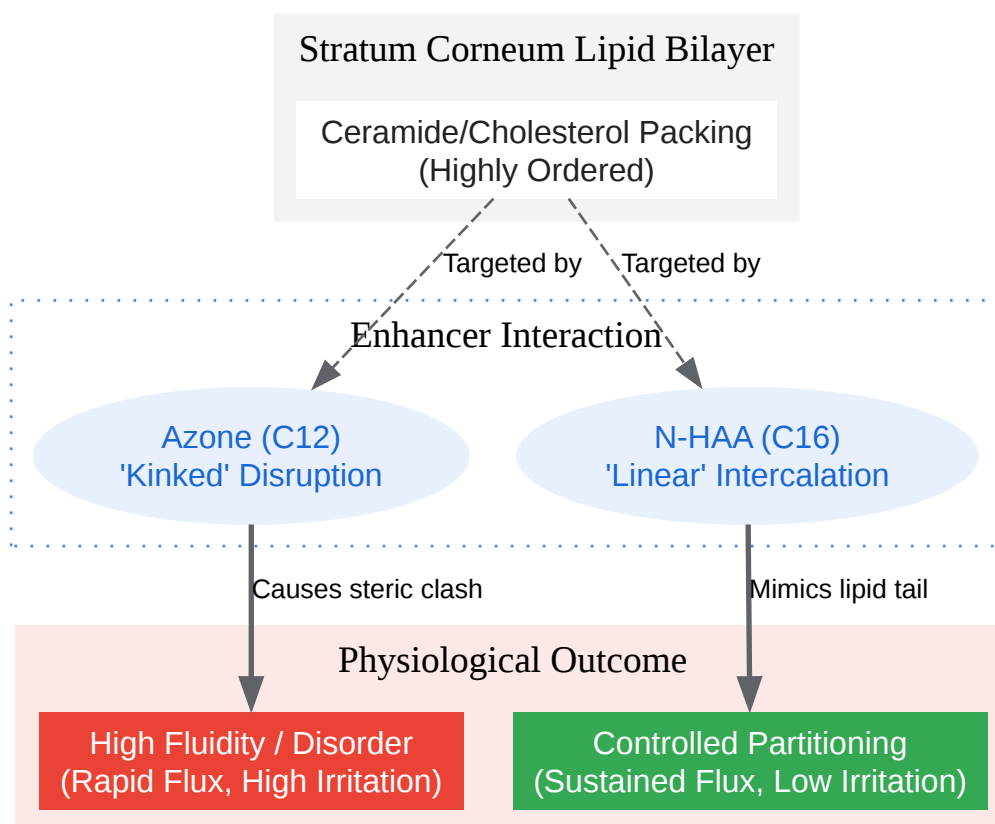 Stratum Corneum Lipid Bilayer
Ceramide/Cholesterol Packing
(Highly Ordered)
Targeted by
Targeted by
Enhancer Interaction
Azone (C12)
'Kinked' Disruption
N-HAA (C16)
'Linear' Intercalation
Causes steric clash
Mimics lipid tail
Physiological Outcome
High Fluidity / Disorder
(Rapid Flux, High Irritation)
Controlled Partitioning
(Sustained Flux, Low Irritation)